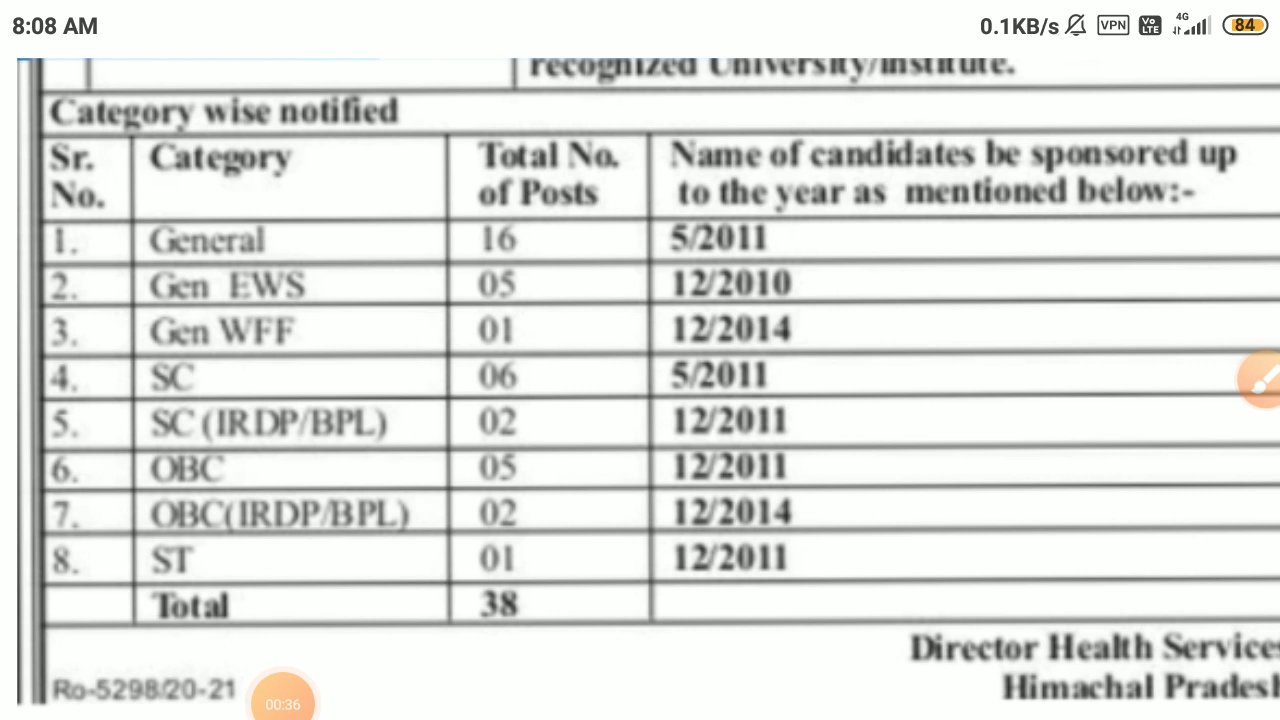 8:08 AM 0.1KB/s VPN Vo LTE 4G 84
recognized University/institute.
Category wise notified
Sr. No. Category Total No. of Posts Name of candidates be sponsored up to the year as mentioned below:-
1. General 16 5/2011
2. Gen EWS 05 12/2010
3. Gen WFF 01 12/2014
4. SC 06 5/2011
5. SC (IRDP/BPL) 02 12/2011
6. OBC 05 12/2011
7. OBC(IRDP/BPL) 02 12/2014
8. ST 01 12/2011
Total 38
Director Health Services
Himachal Pradesh
Ro-5298/20-21
00:36